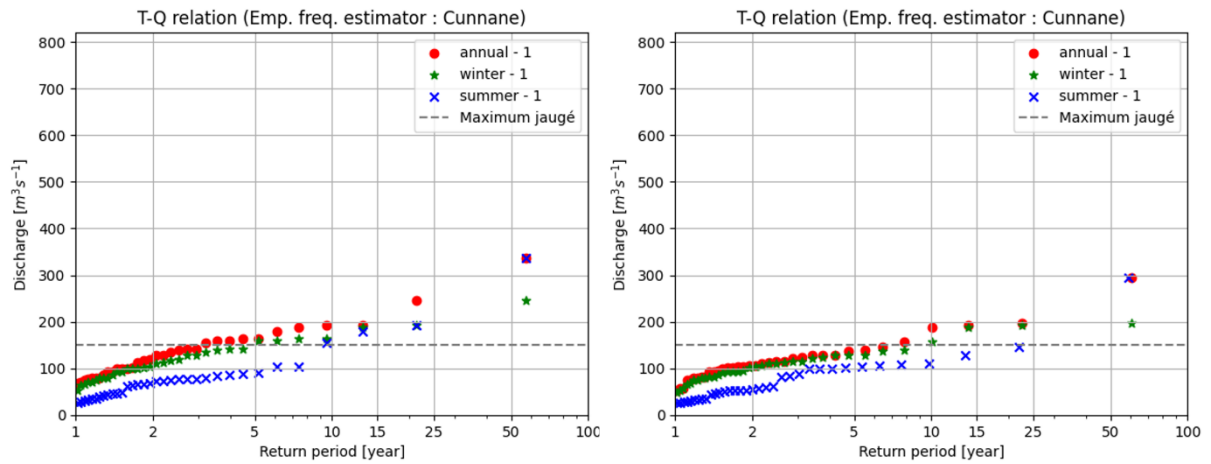 T-Q relation (Emp. freq. estimator : Cunnane)
800
700
600
500
400
300
200
100
0
Discharge [m³s⁻¹]
annual - 1
winter - 1
summer - 1
Maximum jaugé
1 2 5 10 15 25 50 100
Return period [year]
T-Q relation (Emp. freq. estimator : Cunnane)
800
700
600
500
400
300
200
100
0
Discharge [m³s⁻¹]
annual - 1
winter - 1
summer - 1
Maximum jaugé
1 2 5 10 15 25 50 100
Return period [year]